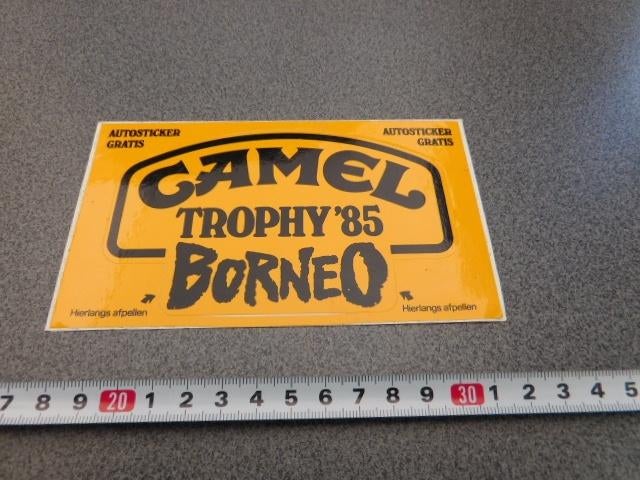 AUTOSTICKER GRATIS
AUTOSTICKER GRATIS
CAMEL
TROPHY '85
BORNEO
Hierlangs afpellen
Hierlangs afpellen
7 8 9 20 1 2 3 4 5 6 7 8 9 30 1 2 3 4 5